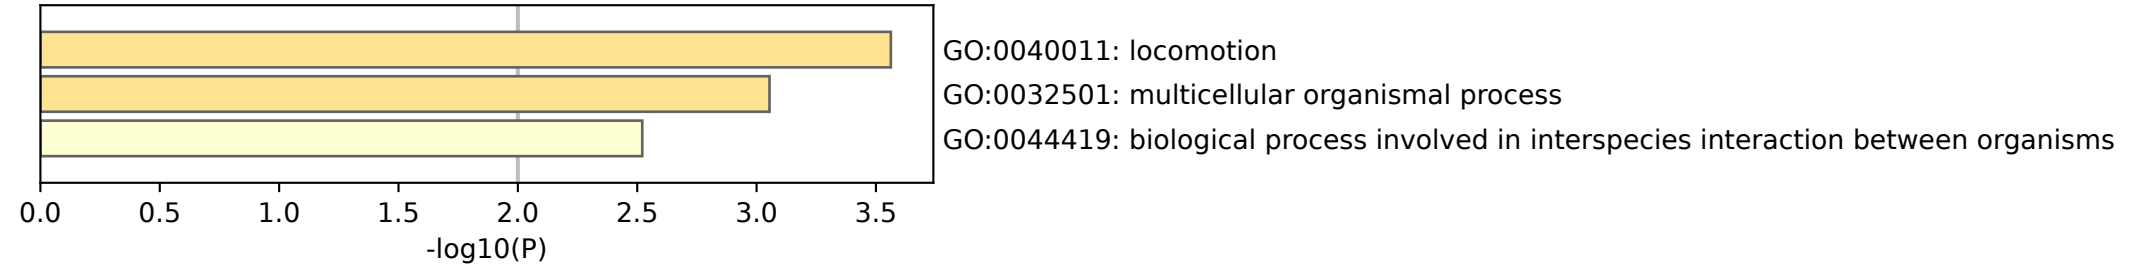 GO:0040011: locomotion
GO:0032501: multicellular organismal process
GO:0044419: biological process involved in interspecies interaction between organisms
0.0 0.5 1.0 1.5 2.0 2.5 3.0 3.5
-log10(P)